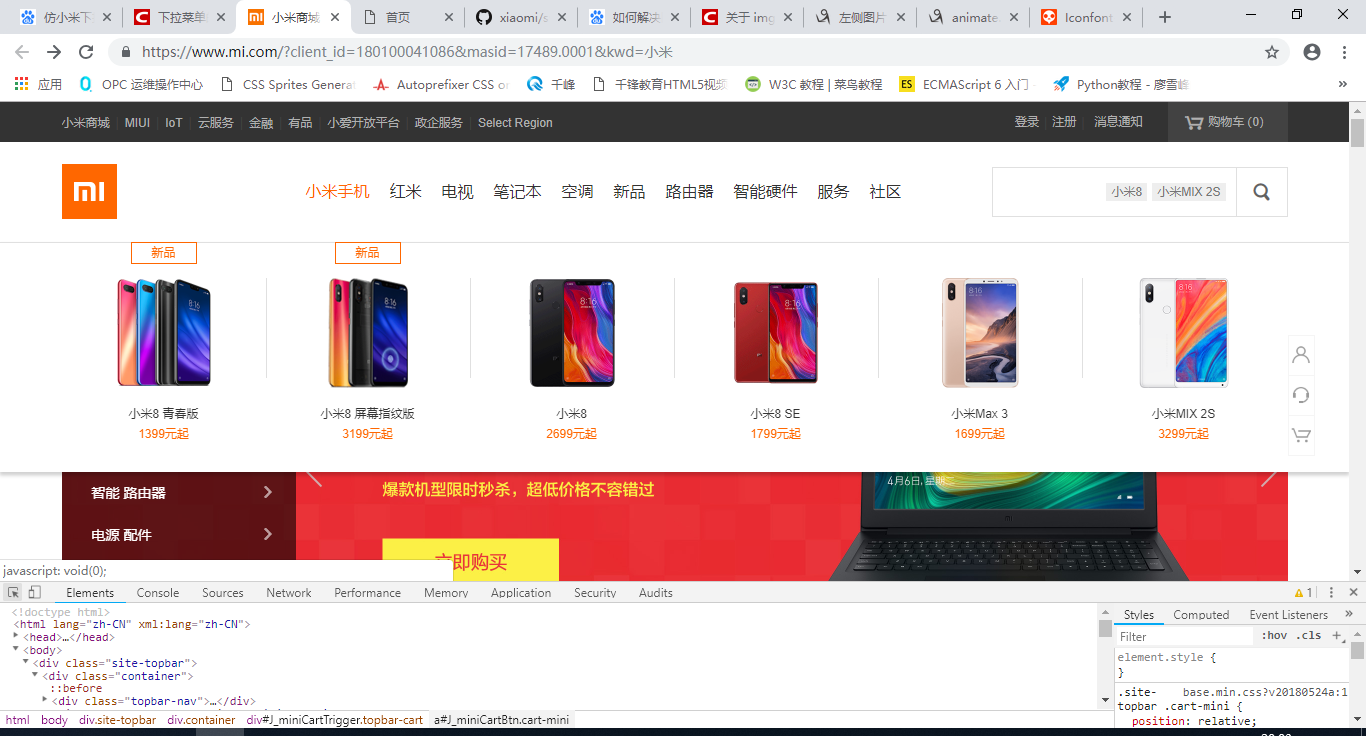 仿小米下 下拉菜单 小米商城 首页 xiaomi/s 如何解决 关于 img 左侧图片 animate. Iconfont
https://www.mi.com/?client_id=180100041086&masid=17489.0001&kwd=小米
应用 OPC 运维操作中心 CSS Sprites Generat Autoprefixer CSS or 千峰 千锋教育HTML5视频 W3C 教程 | 菜鸟教程 ES ECMAScript 6 入门 Python教程 - 廖雪峰 »
小米商城 MIUI IoT 云服务 金融 有品 小爱开放平台 政企服务 Select Region 登录 注册 消息通知 购物车 (0)
小米手机 红米 电视 笔记本 空调 新品 路由器 智能硬件 服务 社区 小米8 小米MIX 2S
新品 新品
小米8 青春版 小米8 屏幕指纹版 小米8 小米8 SE 小米Max 3 小米MIX 2S
1399元起 3199元起 2699元起 1799元起 1699元起 3299元起
智能 路由器 爆款机型限时秒杀，超低价格不容错过 4月6日, 星期二
电源 配件
立即购买
javascript: void(0);
Elements Console Sources Network Performance Memory Application Security Audits 1
<!doctype html>
<html lang="zh-CN" xml:lang="zh-CN">
<head>…</head>
<body>
<div class="site-topbar">
<div class="container">
::before
<div class="topbar-nav">…</div>
html body div.site-topbar div.container div#J_miniCartTrigger.topbar-cart a#J_miniCartBtn.cart-mini
Styles Computed Event Listeners »
Filter :hov .cls +
element.style {
}
.site- base.min.css?v20180524a:1
topbar .cart-mini {
position: relative;